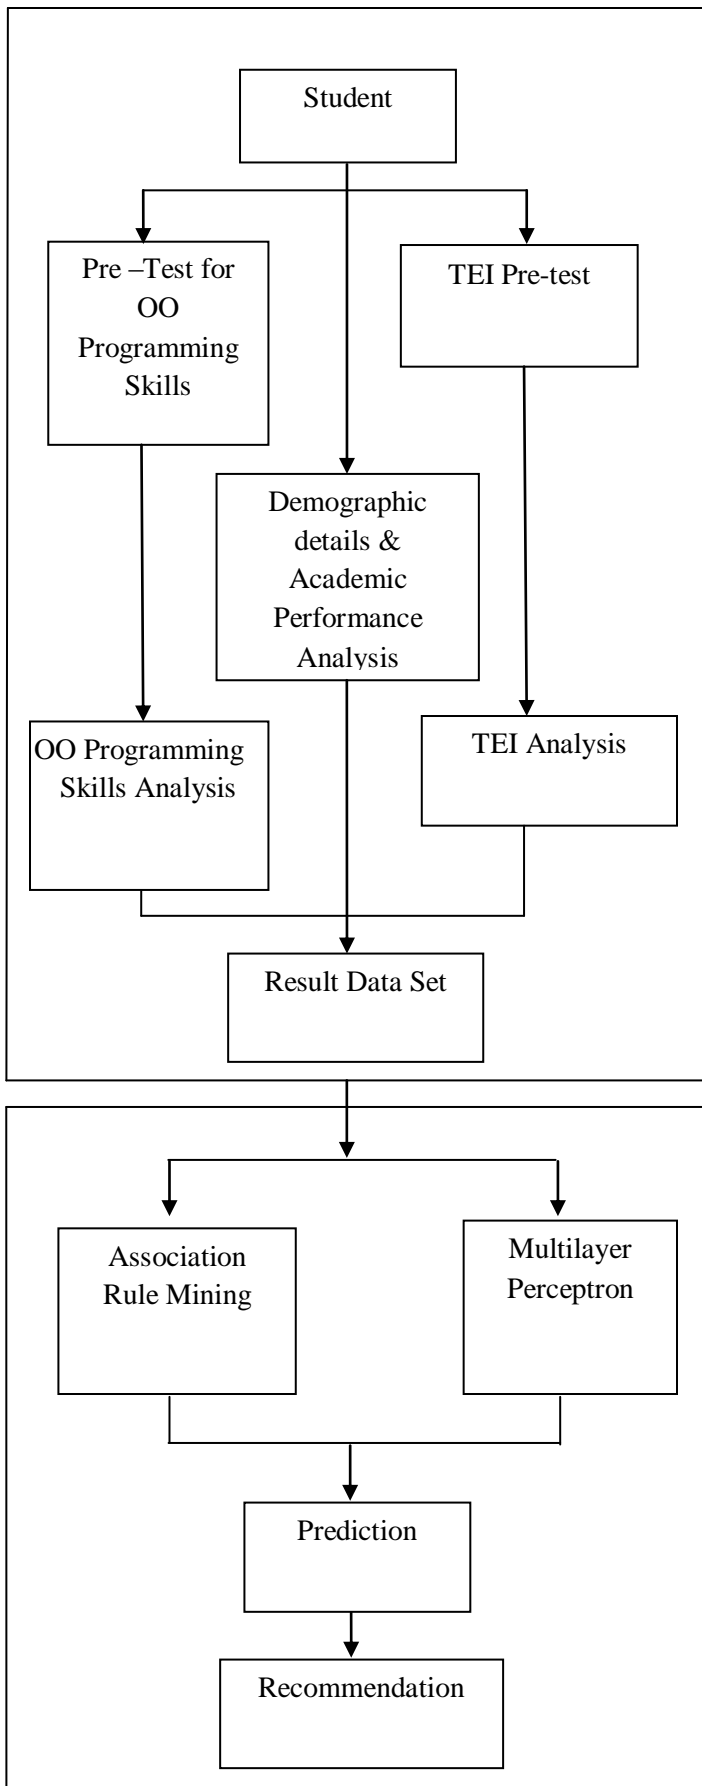 Student
Pre –Test for
OO
Programming
Skills
TEI Pre-test
Demographic
details &
Academic
Performance
Analysis
OO Programming
Skills Analysis
TEI Analysis
Result Data Set
Association
Rule Mining
Multilayer
Perceptron
Prediction
Recommendation